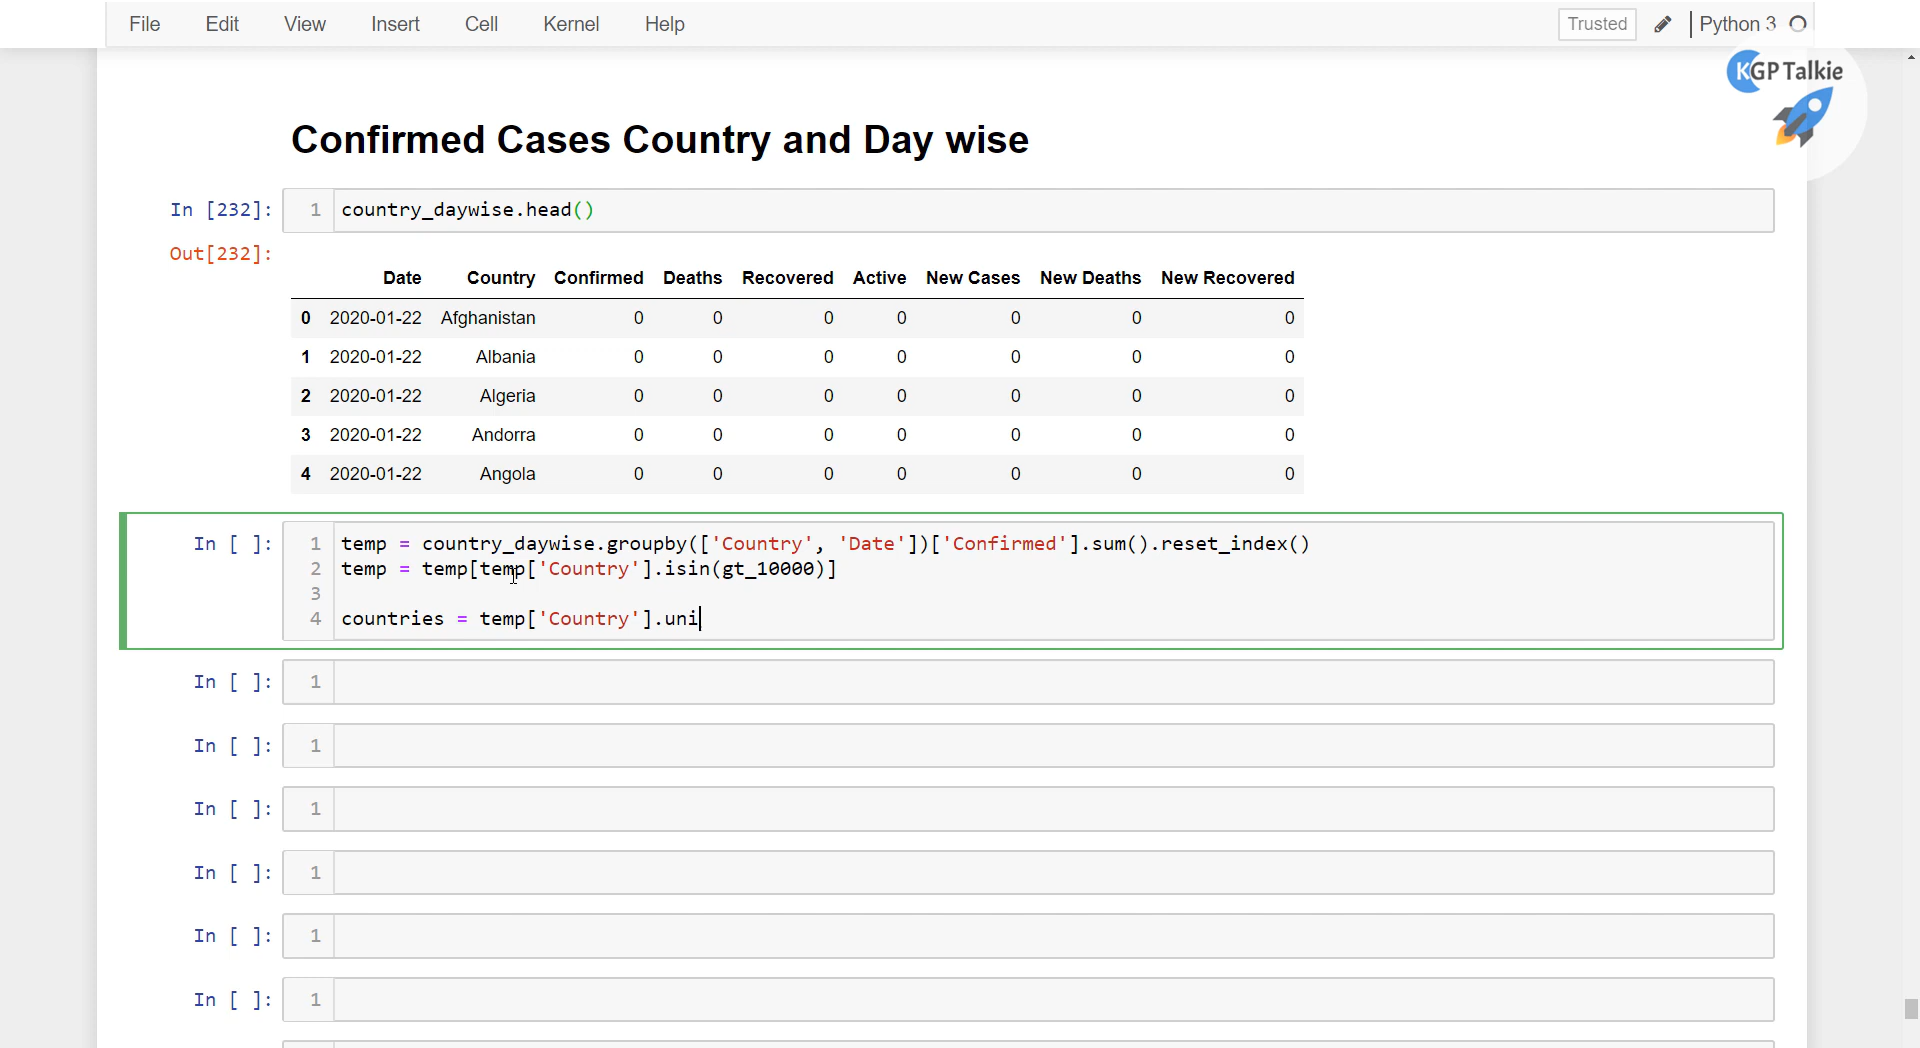 File Edit View Insert Cell Kernel Help Trusted Python 3
KGP Talkie
Confirmed Cases Country and Day wise
In [232]: 1 country_daywise.head()
Out[232]:
Date Country Confirmed Deaths Recovered Active New Cases New Deaths New Recovered
0 2020-01-22 Afghanistan 0 0 0 0 0 0 0
1 2020-01-22 Albania 0 0 0 0 0 0 0
2 2020-01-22 Algeria 0 0 0 0 0 0 0
3 2020-01-22 Andorra 0 0 0 0 0 0 0
4 2020-01-22 Angola 0 0 0 0 0 0 0
In [ ]: 1 temp = country_daywise.groupby(['Country', 'Date'])['Confirmed'].sum().reset_index()
2 temp = temp[temp['Country'].isin(gt_10000)]
3
4 countries = temp['Country'].uni
In [ ]: 1
In [ ]: 1
In [ ]: 1
In [ ]: 1
In [ ]: 1
In [ ]: 1